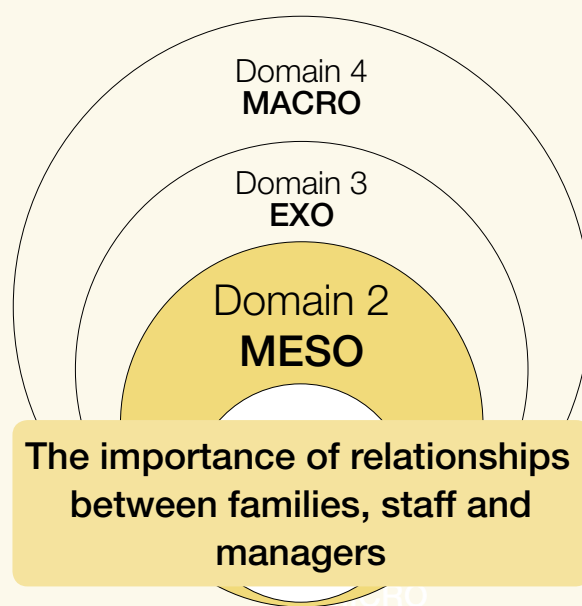 Domain 4
MACRO
Domain 3
EXO
Domain 2
MESO
The importance of relationships
between families, staff and
managers